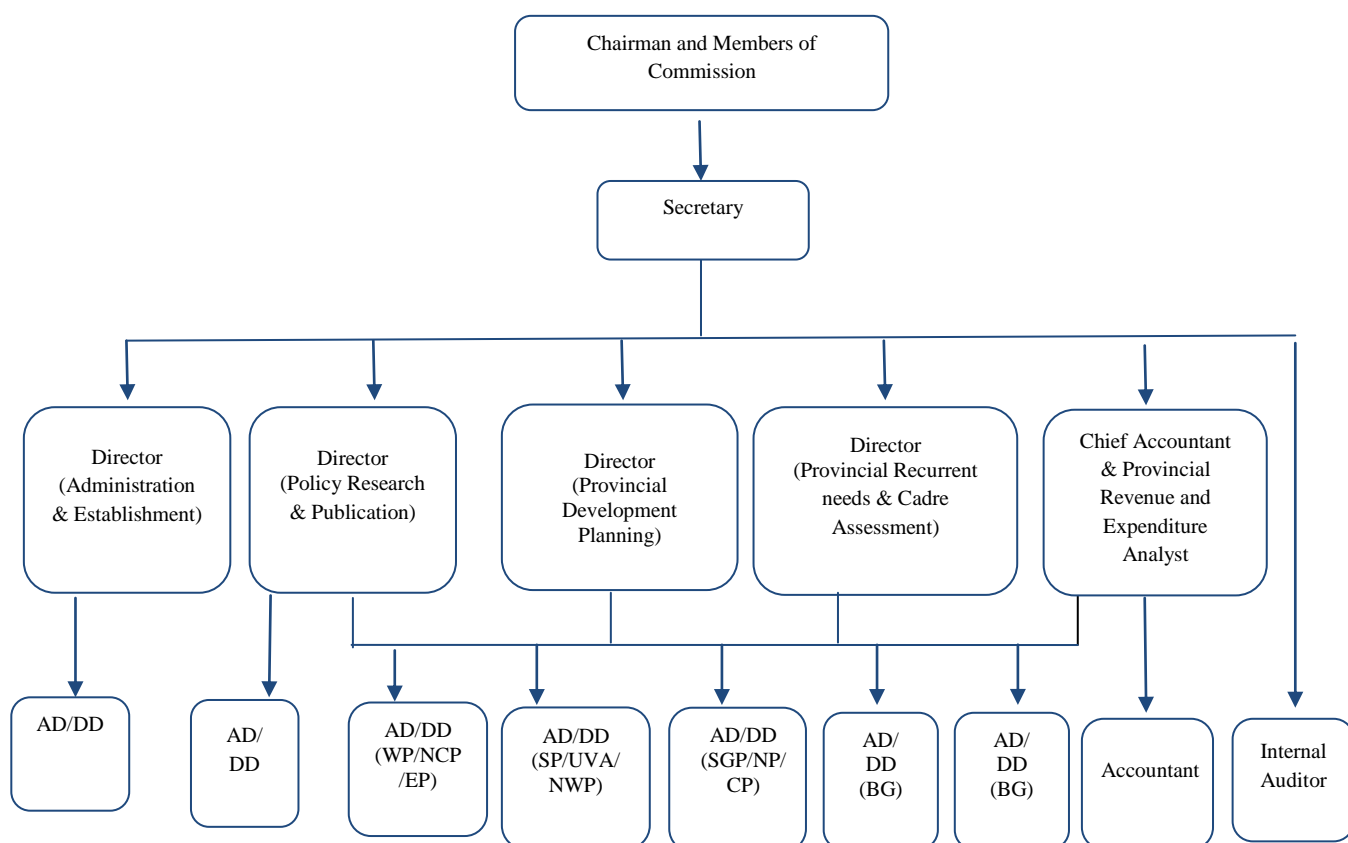 Chairman and Members of
Commission
Secretary
Director
(Administration
& Establishment)
Director
(Policy Research
& Publication)
Director
(Provincial
Development
Planning)
Director
(Provincial Recurrent
needs & Cadre
Assessment)
Chief Accountant
& Provincial
Revenue and
Expenditure
Analyst
AD/DD
AD/
DD
AD/DD
(WP/NCP
/EP)
AD/DD
(SP/UVA/
NWP)
AD/DD
(SGP/NP/
CP)
AD/
DD
(BG)
AD/
DD
(BG)
Accountant
Internal
Auditor